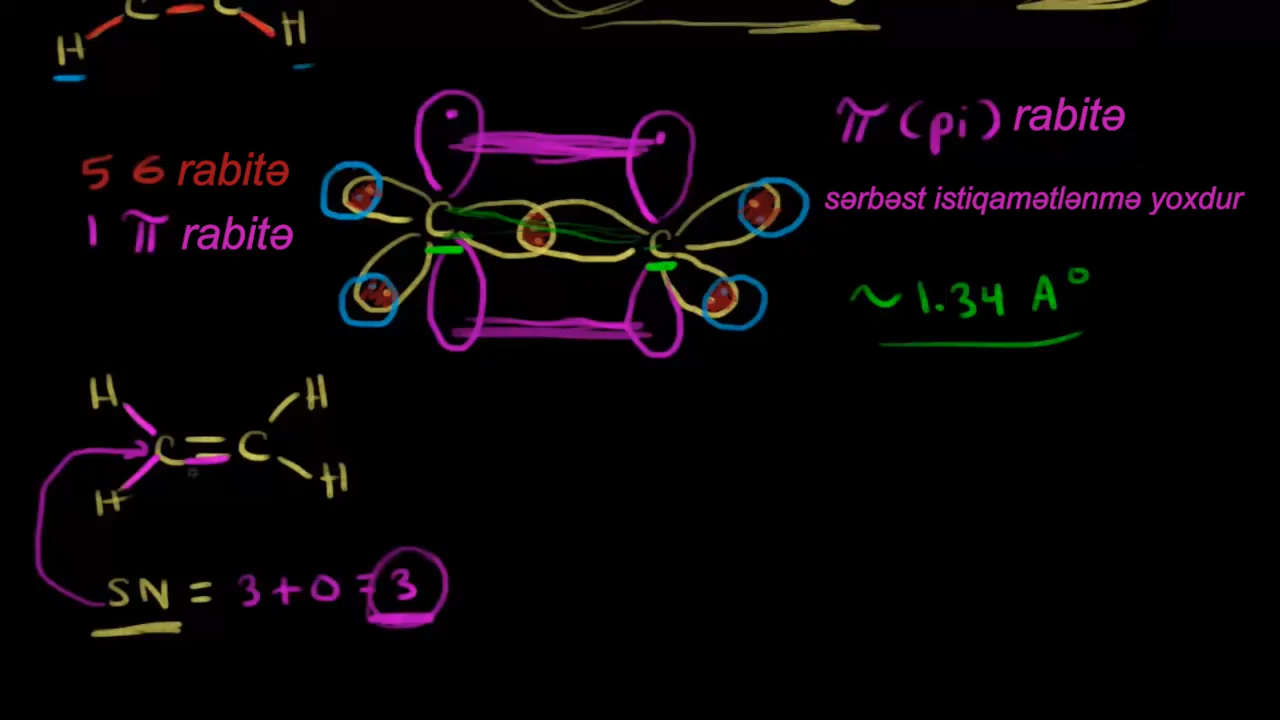 C C
H H
π (pi) rabitə
5 6 rabitə
1 π rabitə
sərbəst istiqamətlənmə yoxdur
C C
~ 1.34 A°
H H
C = C
H H
SN = 3 + 0 = 3